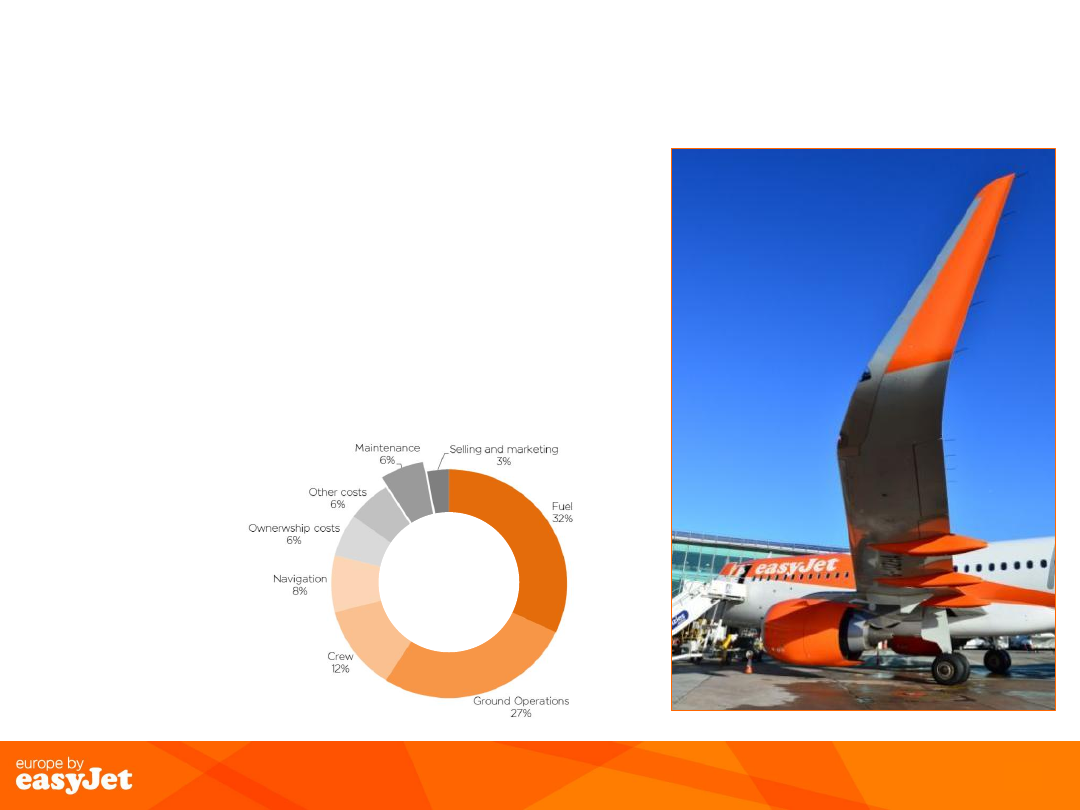 Maintenance
6%
Selling and marketing
3%
Other costs
6%
Fuel
32%
Ownerwship costs
6%
Navigation
8%
Crew
12%
Ground Operations
27%
easyJet
europe by
easyJet